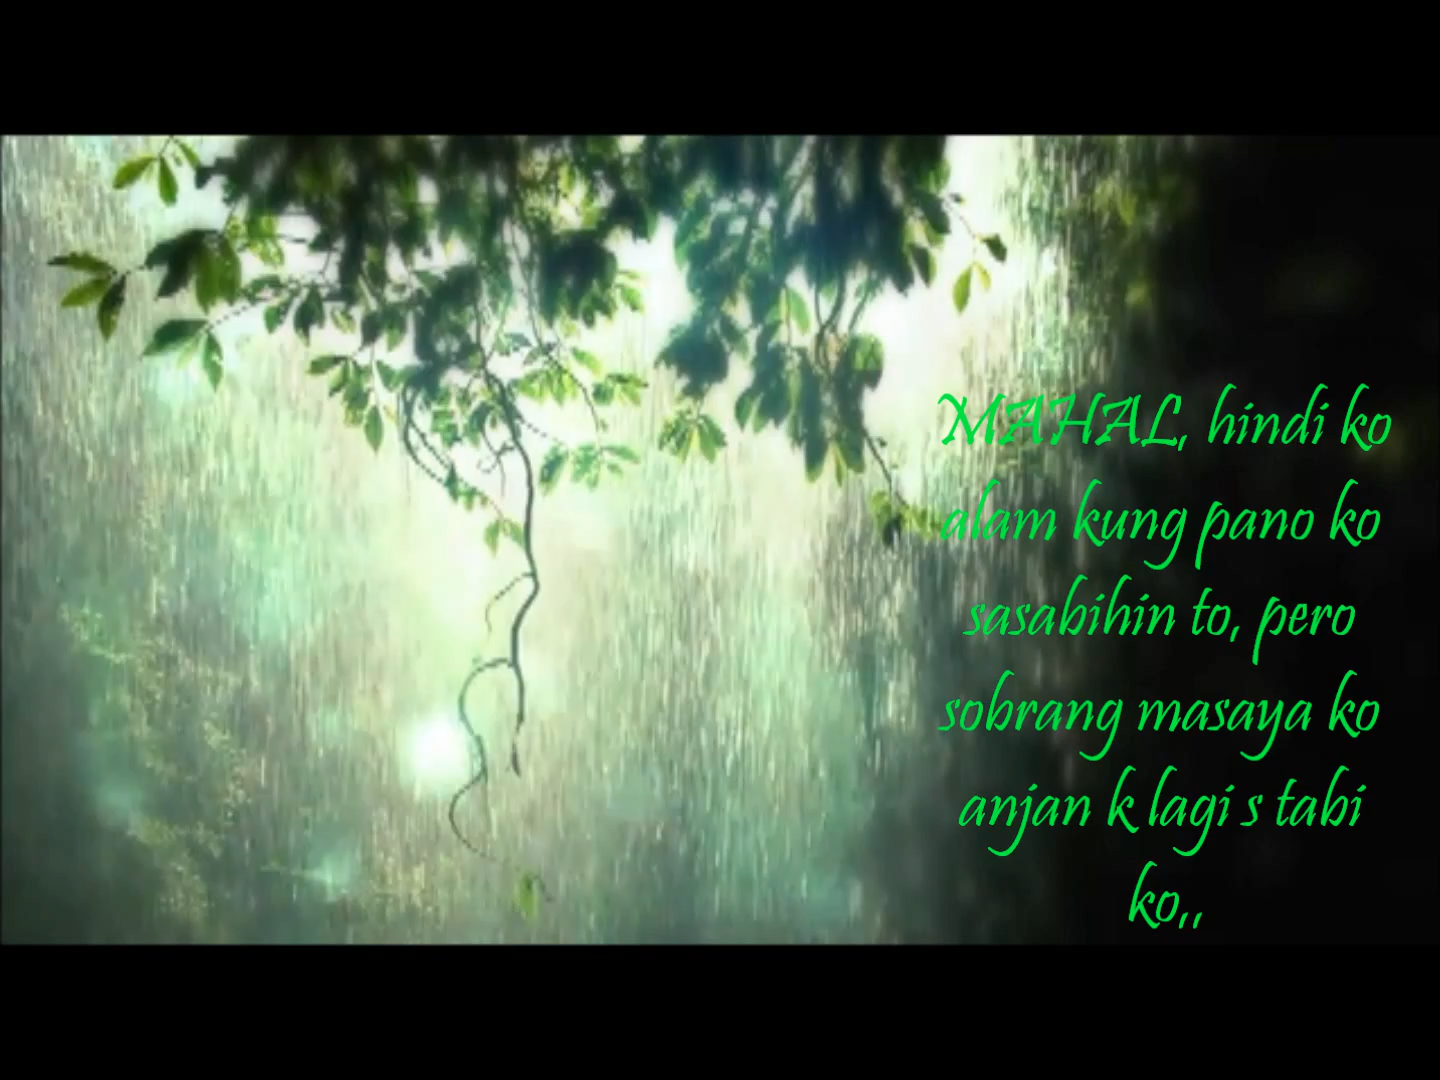 MAHAL, hindi ko
alam kung pano ko
sasabihin to, pero
sobrang masaya ko
anjan k lagi s tabi
ko,,